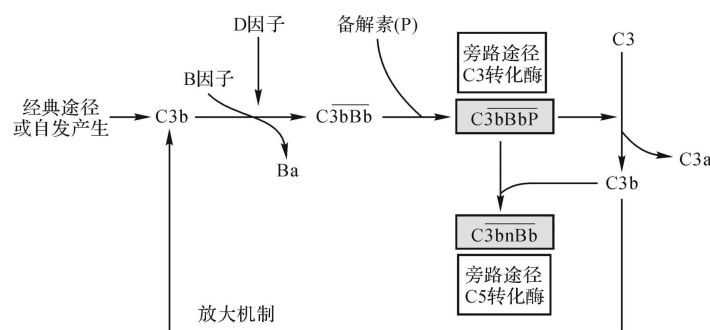 D因子
备解素(P)
旁路途径
C3转化酶
C3
B因子
经典途径
或自发产生
C3b
C3bBb
C3bBbP
Ba
C3a
C3b
C3bnBb
旁路途径
C5转化酶
放大机制